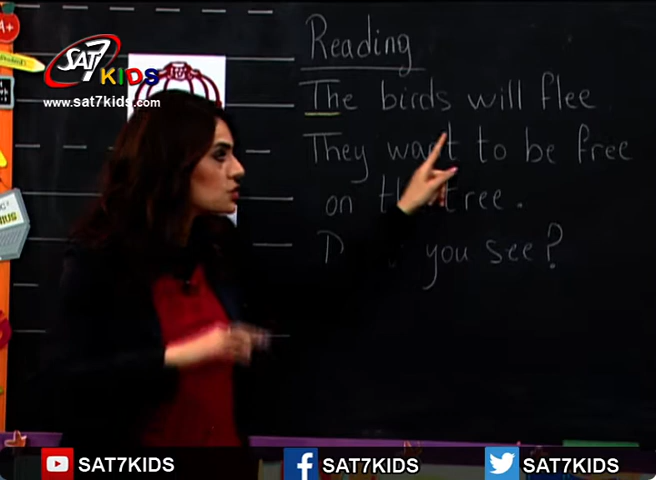 SAT7
KIDS
www.sat7kids.com
Reading
The birds will flee
They want to be free
on tree.
you see?
SAT7KIDS
SAT7KIDS
SAT7KIDS